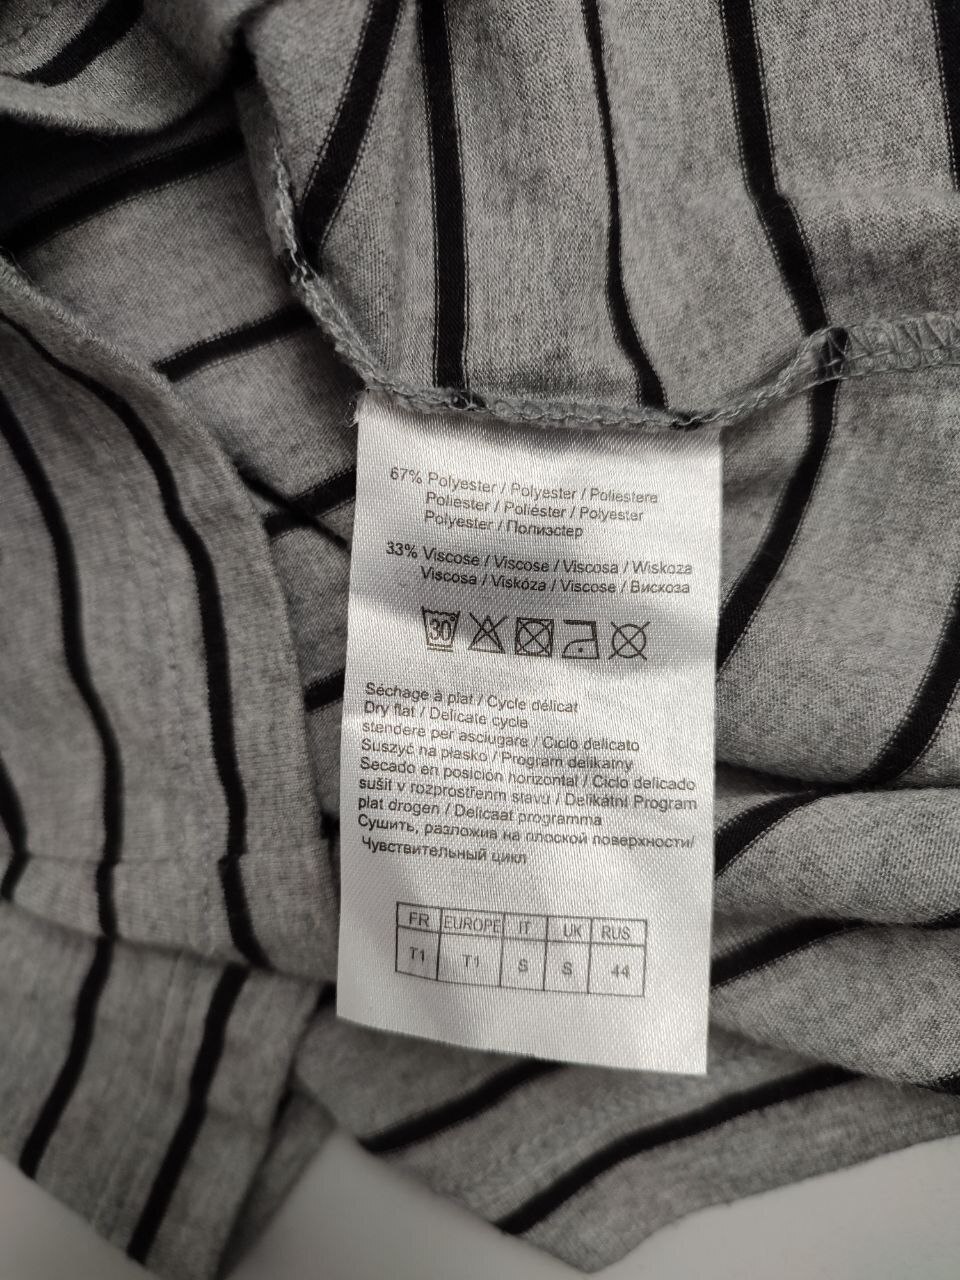 67% Polyester / Polyester / Poliestere
Poliester / Poliéster / Polyester
Polyester / Полиэстер
33% Viscose / Viscose / Viscosa / Wiskoza
Viscosa / Viskóza / Viscose / Вискоза
30
Séchage à plat / Cycle délicat
Dry flat / Delicate cycle
stendere per asciugare / Ciclo delicato
Suszyć na płasko / Program delikatny
Secado en posición horizontal / Ciclo delicado
sušit v rozprostřenm stavu / Delikatní Program
plat drogen / Delicaat programma
Сушить, разложив на плоской поверхности/
Чувствительный цикл
FR EUROPE IT UK RUS
T1 T1 S S 44